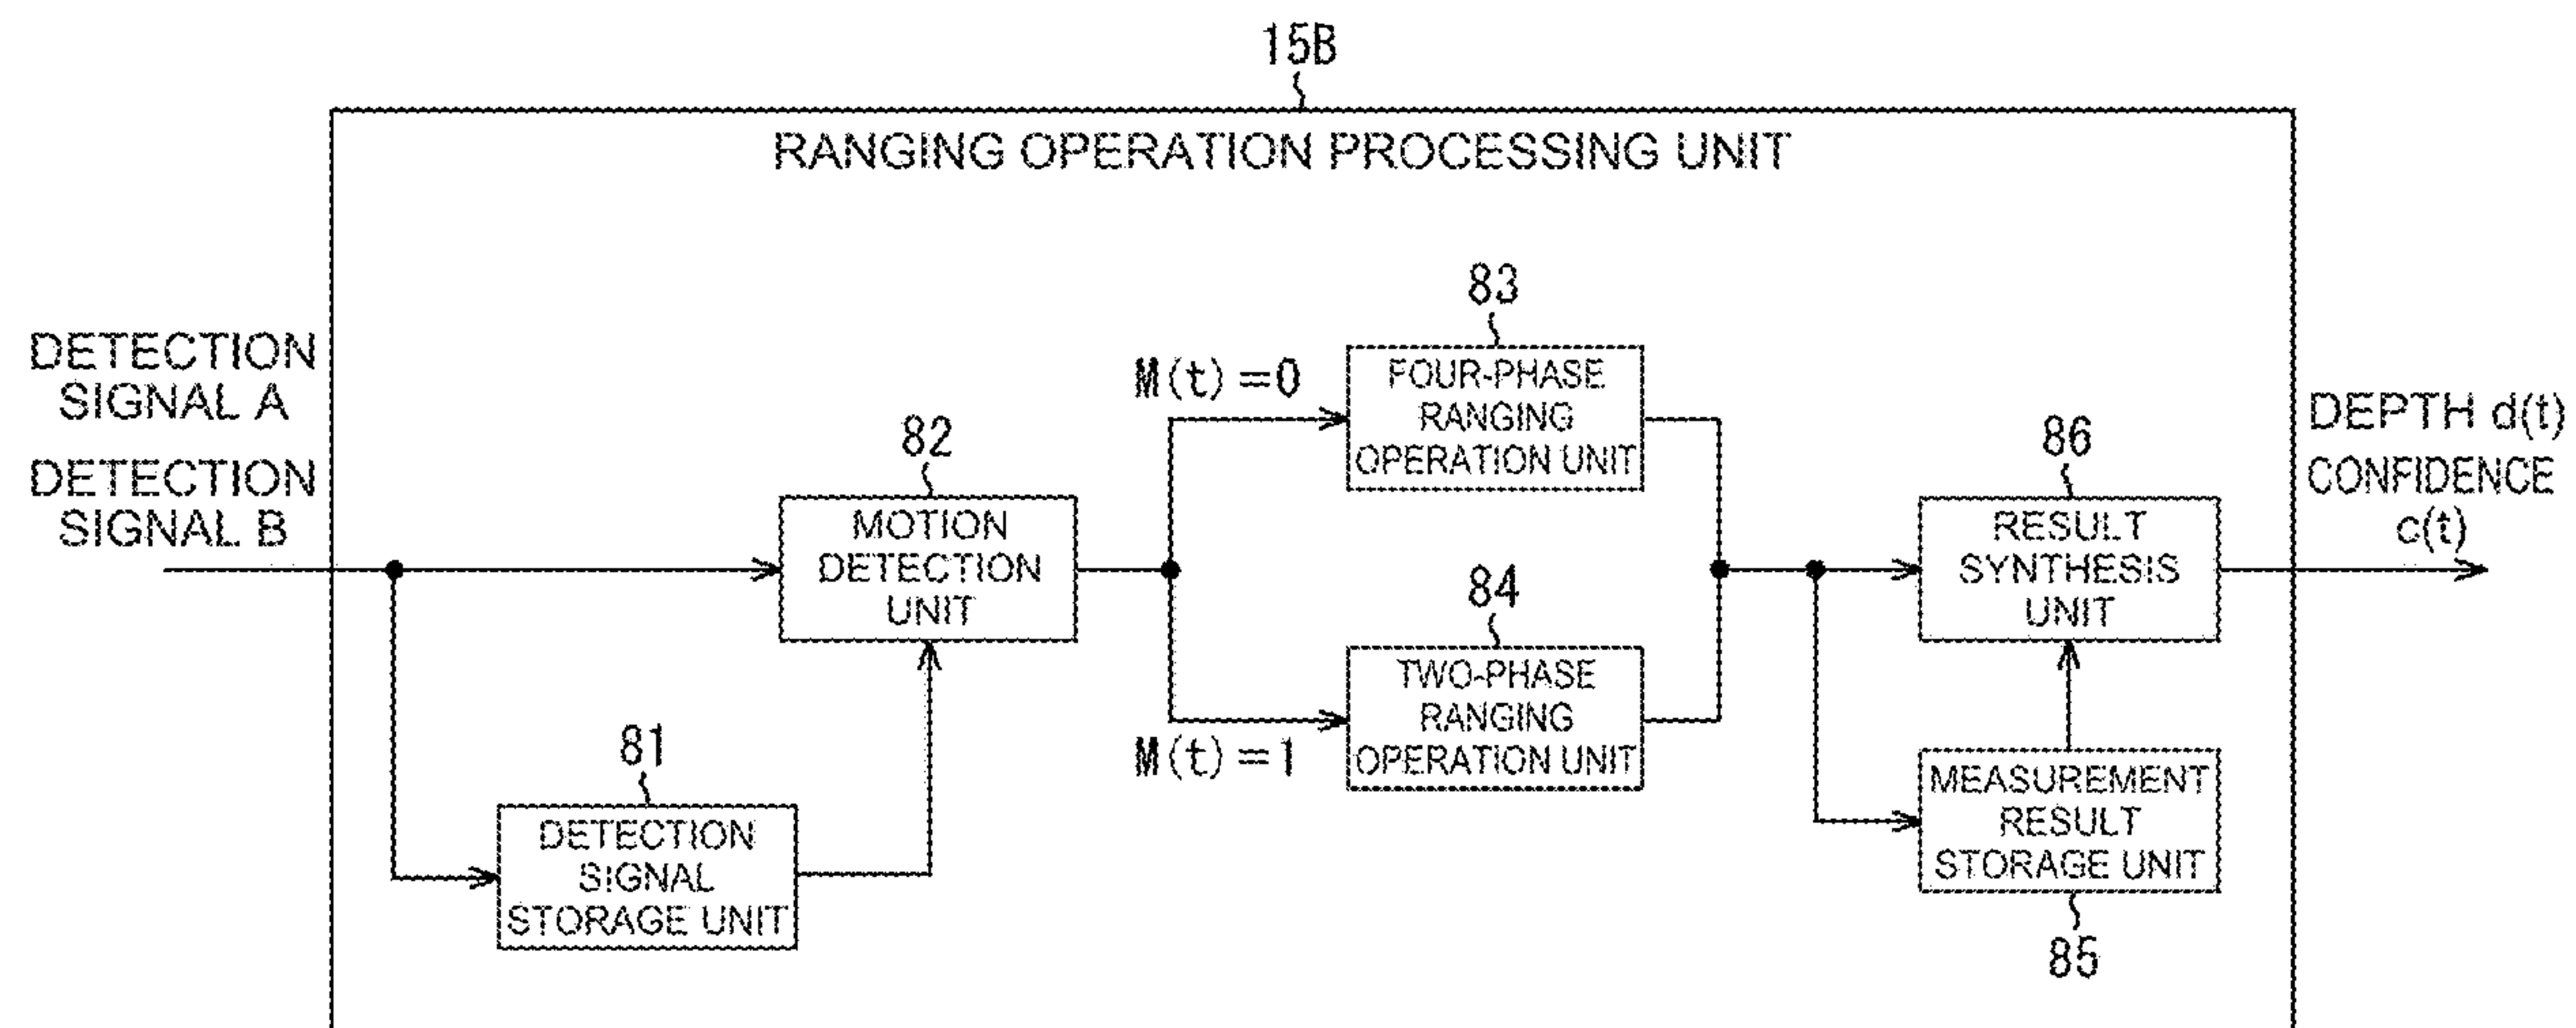 15B
RANGING OPERATION PROCESSING UNIT
DETECTION
SIGNAL A
DETECTION
SIGNAL B
81
DETECTION
SIGNAL
STORAGE UNIT
82
MOTION
DETECTION
UNIT
M(t)=0
M(t)=1
83
FOUR-PHASE
RANGING
OPERATION UNIT
84
TWO-PHASE
RANGING
OPERATION UNIT
86
RESULT
SYNTHESIS
UNIT
MEASUREMENT
RESULT
STORAGE UNIT
85
DEPTH d(t)
CONFIDENCE
c(t)